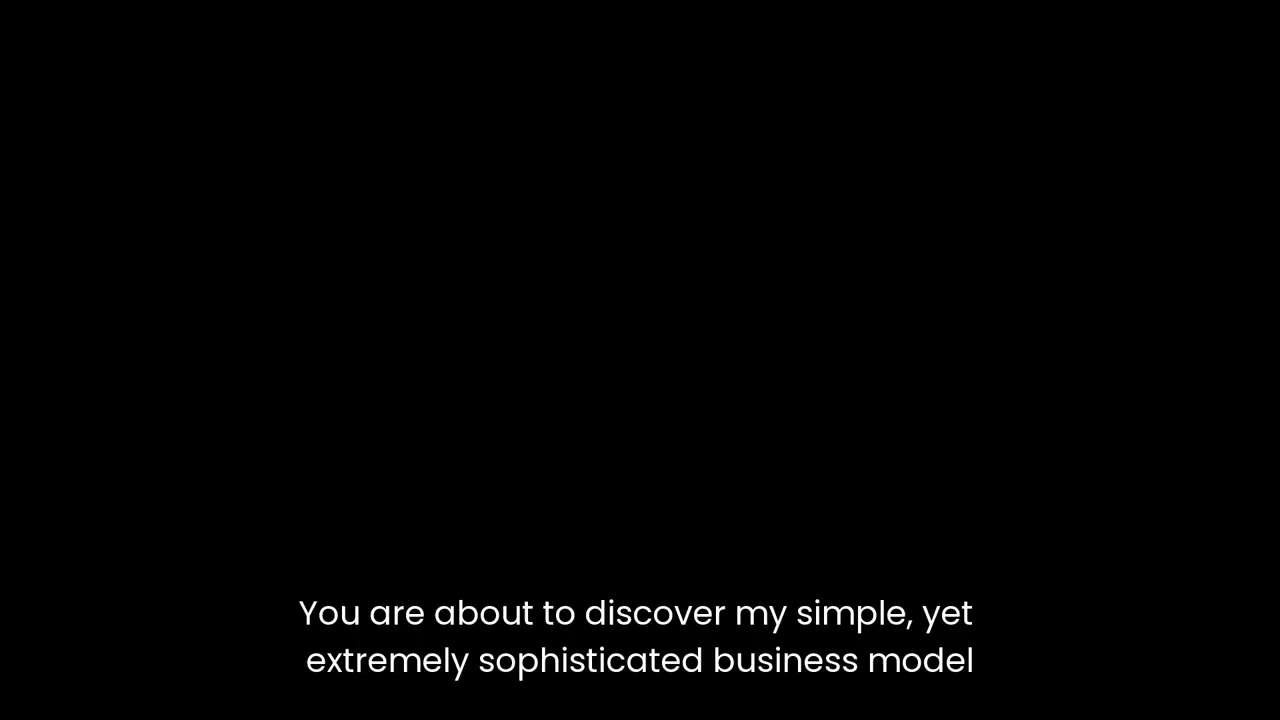 You are about to discover my simple, yet
extremely sophisticated business model